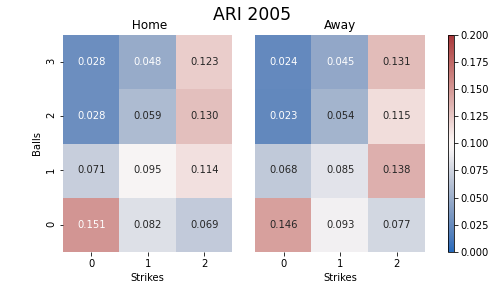 ARI 2005
Home Away
3 0.028 0.048 0.123 0.024 0.045 0.131
2 0.028 0.059 0.130 0.023 0.054 0.115
1 0.071 0.095 0.114 0.068 0.085 0.138
0 0.151 0.082 0.069 0.146 0.093 0.077
Balls
0 1 2 0 1 2
Strikes Strikes
0.200
0.175
0.150
0.125
0.100
0.075
0.050
0.025
0.000